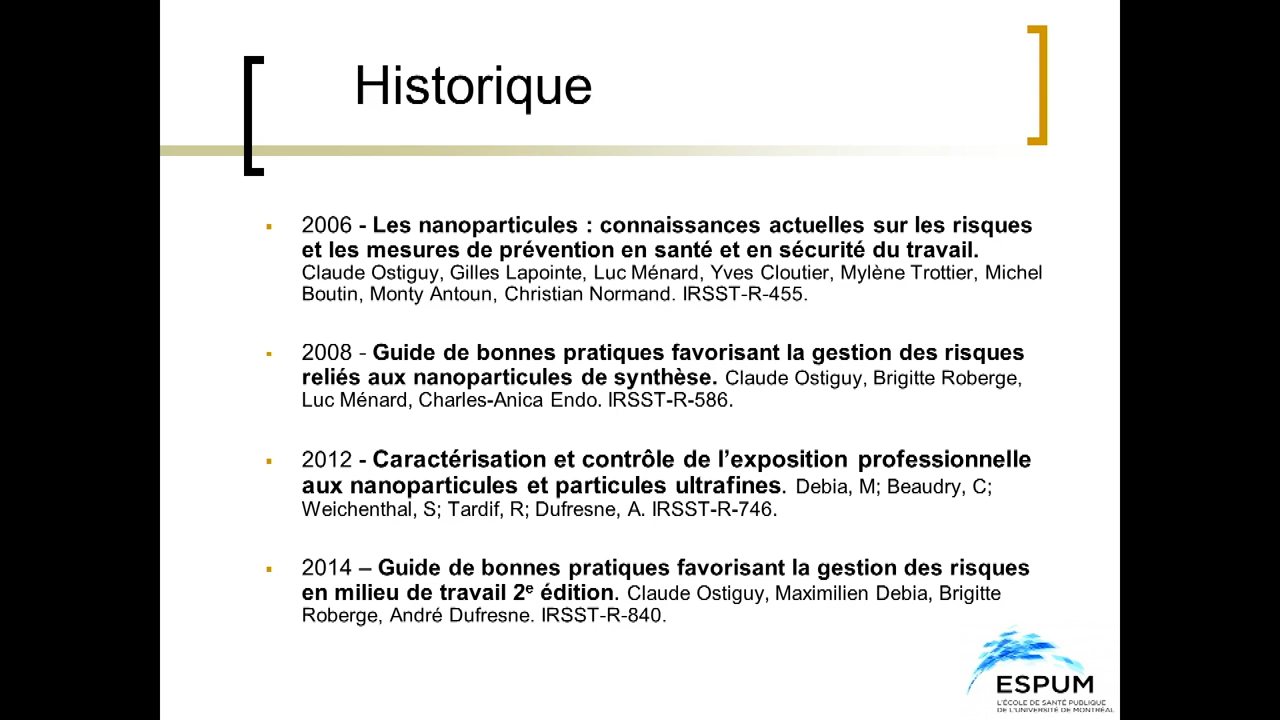 Historique
2006 - Les nanoparticules : connaissances actuelles sur les risques
et les mesures de prévention en santé et en sécurité du travail.
Claude Ostiguy, Gilles Lapointe, Luc Ménard, Yves Cloutier, Mylène Trottier, Michel
Boutin, Monty Antoun, Christian Normand. IRSST-R-455.
2008 - Guide de bonnes pratiques favorisant la gestion des risques
reliés aux nanoparticules de synthèse. Claude Ostiguy, Brigitte Roberge,
Luc Ménard, Charles-Anica Endo. IRSST-R-586.
2012 - Caractérisation et contrôle de l’exposition professionnelle
aux nanoparticules et particules ultrafines. Debia, M; Beaudry, C;
Weichenthal, S; Tardif, R; Dufresne, A. IRSST-R-746.
2014 – Guide de bonnes pratiques favorisant la gestion des risques
en milieu de travail 2e édition. Claude Ostiguy, Maximilien Debia, Brigitte
Roberge, André Dufresne. IRSST-R-840.
ESPUM
L'ÉCOLE DE SANTÉ PUBLIQUE
DE L'UNIVERSITÉ DE MONTRÉAL